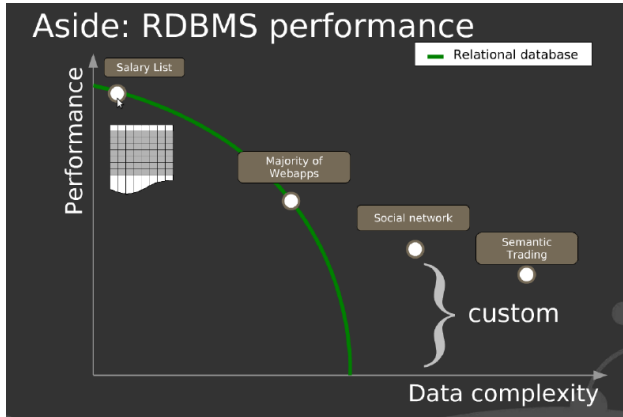 Aside: RDBMS performance
Relational database
Salary List
Performance
Majority of
Webapps
Social network
Semantic
Trading
custom
Data complexity